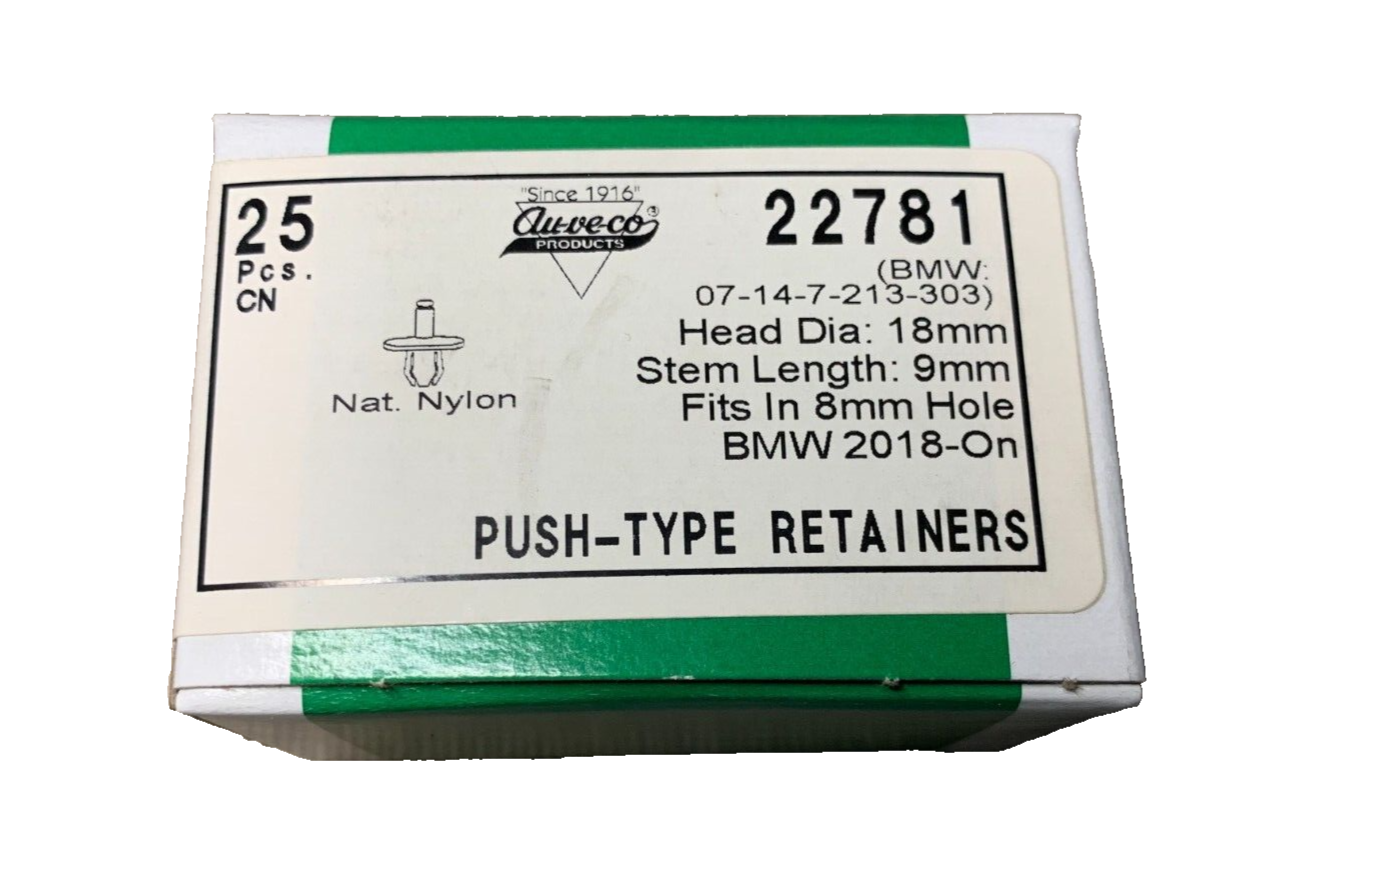 25
Pcs.
CN
"Since 1916"
Au-ve-co®
PRODUCTS
22781
(BMW:
07-14-7-213-303)
Head Dia: 18mm
Stem Length: 9mm
Fits In 8mm Hole
BMW 2018-On
Nat. Nylon
PUSH-TYPE RETAINERS